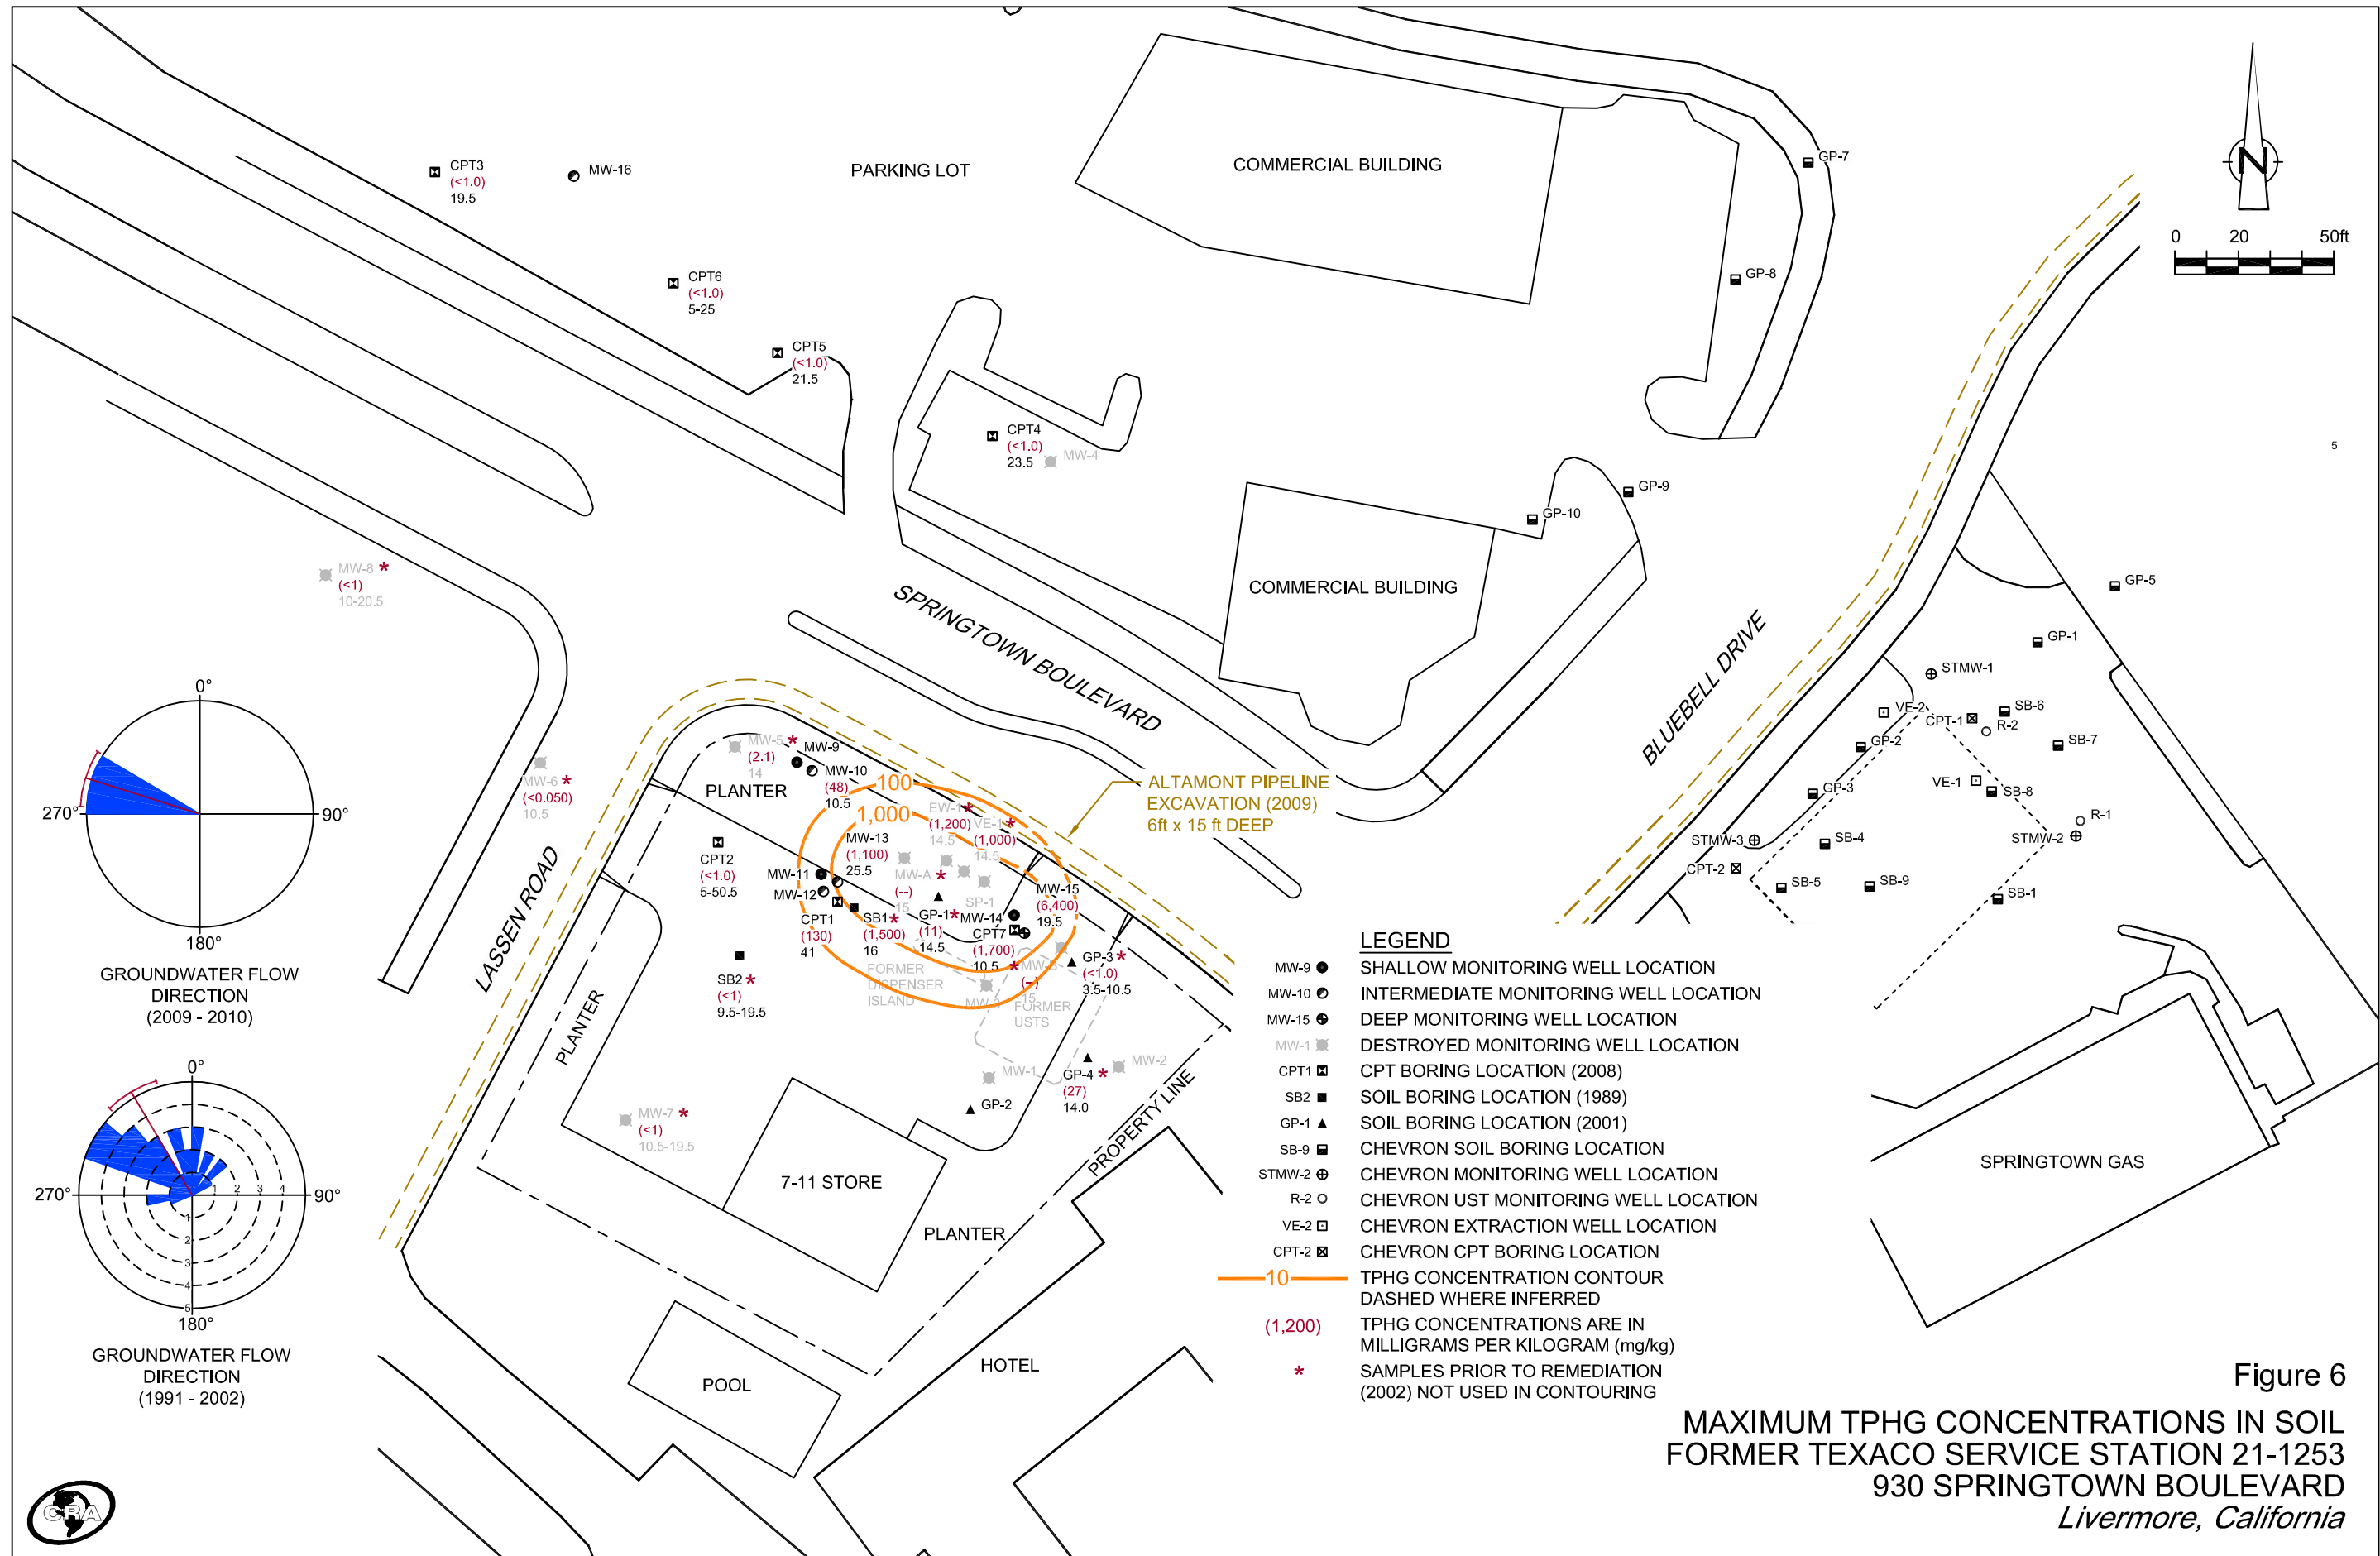 CPT3
(<1.0)
19.5
MW-16
PARKING LOT
COMMERCIAL BUILDING
GP-7
N
0 20 50ft
CPT6
(<1.0)
5-25
GP-8
CPT5
(<1.0)
21.5
CPT4
(<1.0)
23.5
MW-4
5
GP-9
GP-10
MW-8 *
(<1)
10-20.5
COMMERCIAL BUILDING
SPRINGTOWN BOULEVARD
BLUEBELL DRIVE
LASSEN ROAD
GP-5
GP-1
STMW-1
VE-2
CPT-1
SB-6
R-2
SB-7
GP-2
VE-1
SB-8
GP-3
R-1
STMW-2
STMW-3
SB-4
CPT-2
SB-5
SB-9
SB-1
0°
90°
180°
270°
GROUNDWATER FLOW
DIRECTION
(2009 - 2010)
0°
90°
180°
270°
1 2 3 4
1
2
3
4
5
GROUNDWATER FLOW
DIRECTION
(1991 - 2002)
MW-6 *
(<0.050)
10.5
MW-5 *
(2.1)
14
MW-9
MW-10
(48)
10.5
PLANTER
100
1,000
ALTAMONT PIPELINE
EXCAVATION (2009)
6ft x 15 ft DEEP
EW-1 *
(1,200)
14.5
VE-1 *
(1,000)
14.5
MW-13
(1,100)
25.5
CPT2
(<1.0)
5-50.5
MW-11
MW-12
MW-A *
(--)
15
SP-1
MW-15
(6,400)
19.5
CPT1
(130)
41
SB1 *
(1,500)
16
GP-1 *
(11)
14.5
MW-14
CPT7
(1,700)
10.5
FORMER
DISPENSER
ISLAND
* MW-B
(--)
15
MW-3
FORMER
USTS
GP-3 *
(<1.0)
3.5-10.5
SB2 *
(<1)
9.5-19.5
PLANTER
MW-1
MW-2
GP-4 *
(27)
14.0
GP-2
MW-7 *
(<1)
10.5-19.5
PROPERTY LINE
7-11 STORE
PLANTER
POOL
HOTEL
SPRINGTOWN GAS
LEGEND
MW-9 SHALLOW MONITORING WELL LOCATION
MW-10 INTERMEDIATE MONITORING WELL LOCATION
MW-15 DEEP MONITORING WELL LOCATION
MW-1 DESTROYED MONITORING WELL LOCATION
CPT1 CPT BORING LOCATION (2008)
SB2 SOIL BORING LOCATION (1989)
GP-1 SOIL BORING LOCATION (2001)
SB-9 CHEVRON SOIL BORING LOCATION
STMW-2 CHEVRON MONITORING WELL LOCATION
R-2 CHEVRON UST MONITORING WELL LOCATION
VE-2 CHEVRON EXTRACTION WELL LOCATION
CPT-2 CHEVRON CPT BORING LOCATION
10 TPHG CONCENTRATION CONTOUR
DASHED WHERE INFERRED
(1,200) TPHG CONCENTRATIONS ARE IN
MILLIGRAMS PER KILOGRAM (mg/kg)
* SAMPLES PRIOR TO REMEDIATION
(2002) NOT USED IN CONTOURING
Figure 6
MAXIMUM TPHG CONCENTRATIONS IN SOIL
FORMER TEXACO SERVICE STATION 21-1253
930 SPRINGTOWN BOULEVARD
Livermore, California
CRA